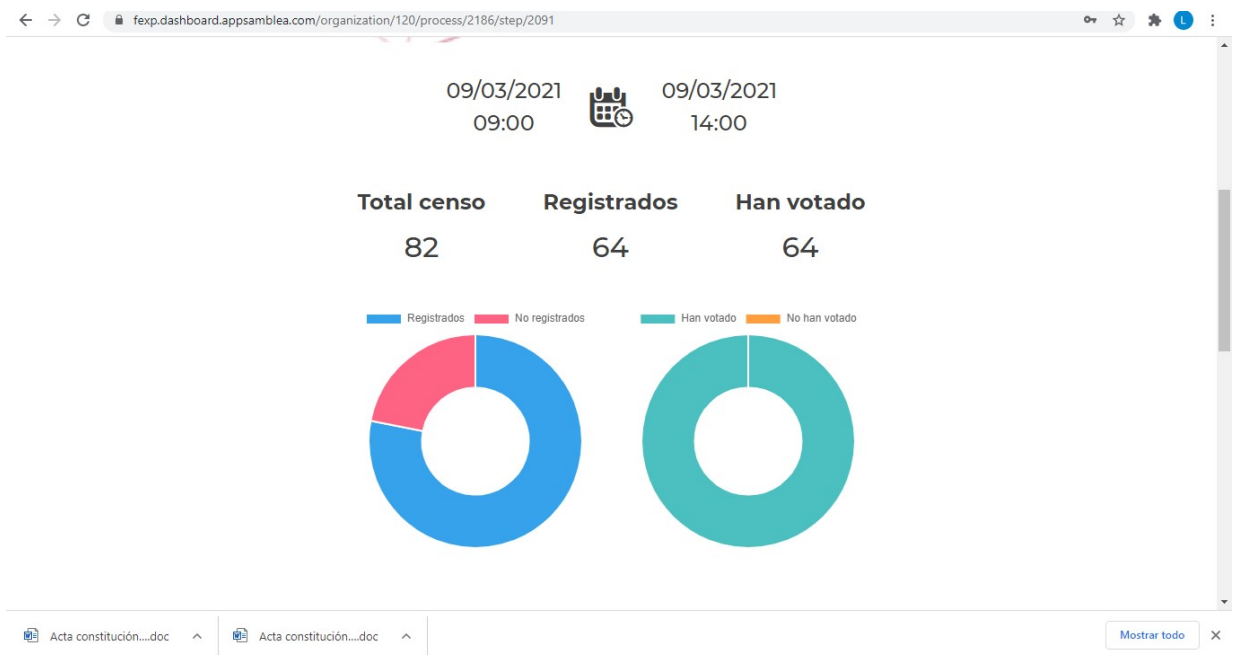 fexp.dashboard.appsamblea.com/organization/120/process/2186/step/2091
L
09/03/2021 09/03/2021
09:00 14:00
Total censo Registrados Han votado
82 64 64
Registrados No registrados Han votado No han votado
Acta constitución....doc Acta constitución....doc Mostrar todo